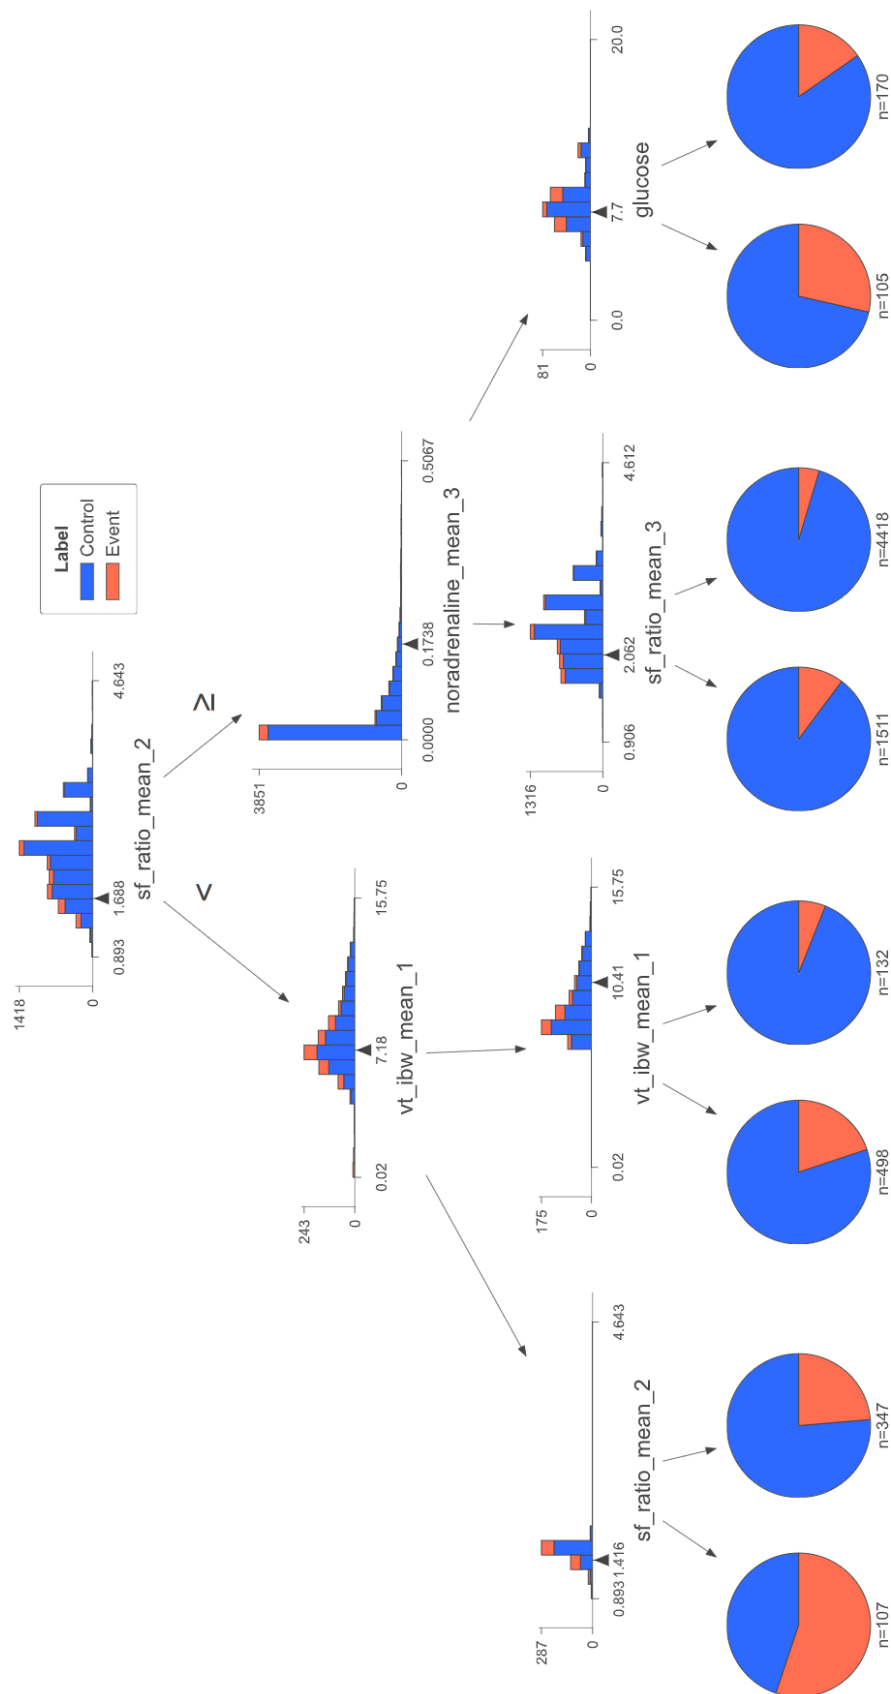 Label
Control
Event
1418
0
0.893
1.688
4.643
sf_ratio_mean_2
<
≥
243
0
0.02
7.18
15.75
vt_ibw_mean_1
3851
0
0.0000
0.1738
0.5067
noradrenaline_mean_3
287
0
0.893
1.416
4.643
sf_ratio_mean_2
175
0
0.02
10.41
15.75
vt_ibw_mean_1
1316
0
0.906
2.062
4.612
sf_ratio_mean_3
81
0
0.0
7.7
20.0
glucose
n=107
n=347
n=498
n=132
n=1511
n=4418
n=105
n=170